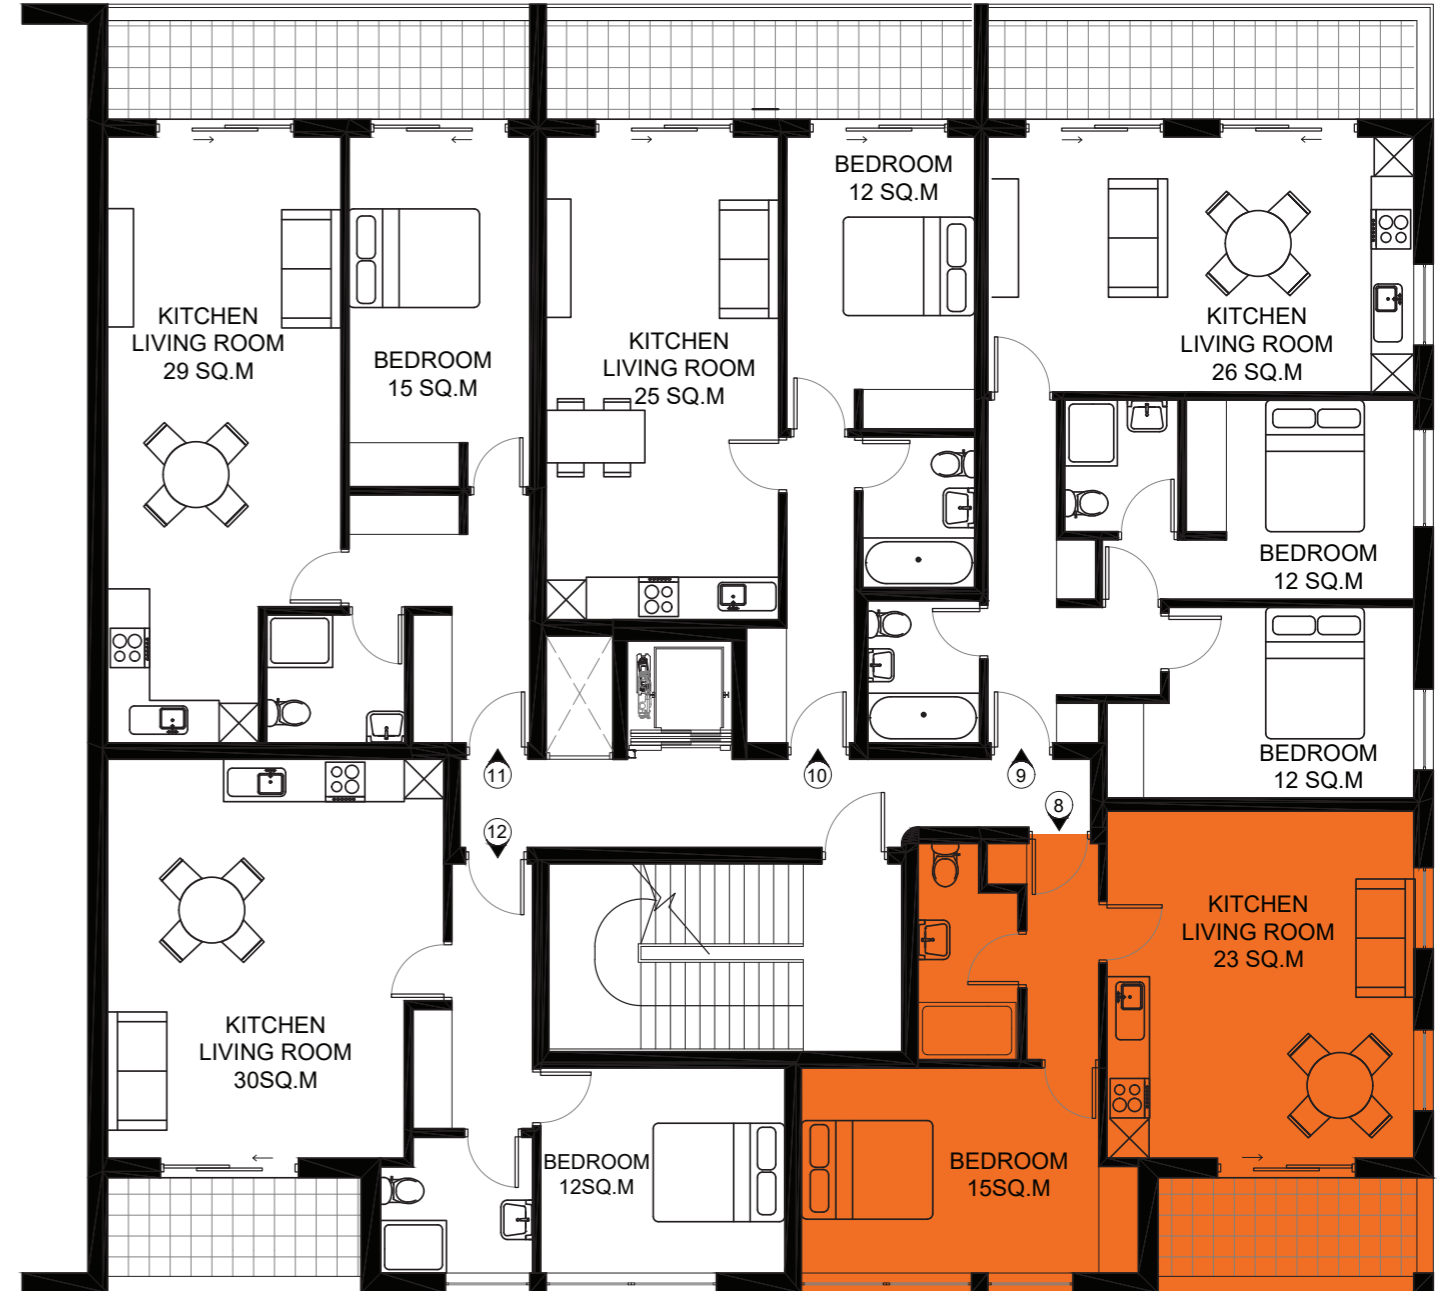 BEDROOM
12 SQ.M
KITCHEN
LIVING ROOM
29 SQ.M
BEDROOM
15 SQ.M
KITCHEN
LIVING ROOM
25 SQ.M
KITCHEN
LIVING ROOM
26 SQ.M
BEDROOM
12 SQ.M
BEDROOM
12 SQ.M
11
10
9
8
12
KITCHEN
LIVING ROOM
23 SQ.M
KITCHEN
LIVING ROOM
30SQ.M
BEDROOM
12SQ.M
BEDROOM
15SQ.M